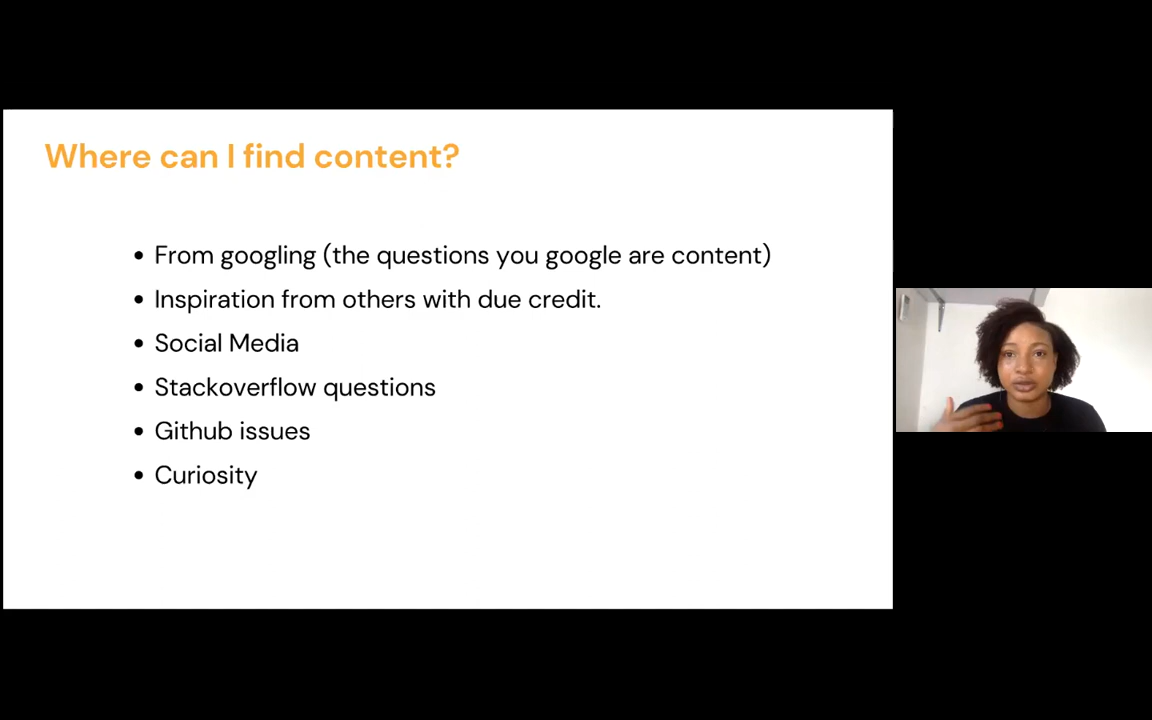 Where can I find content?
• From googling (the questions you google are content)
• Inspiration from others with due credit.
• Social Media
• Stackoverflow questions
• Github issues
• Curiosity